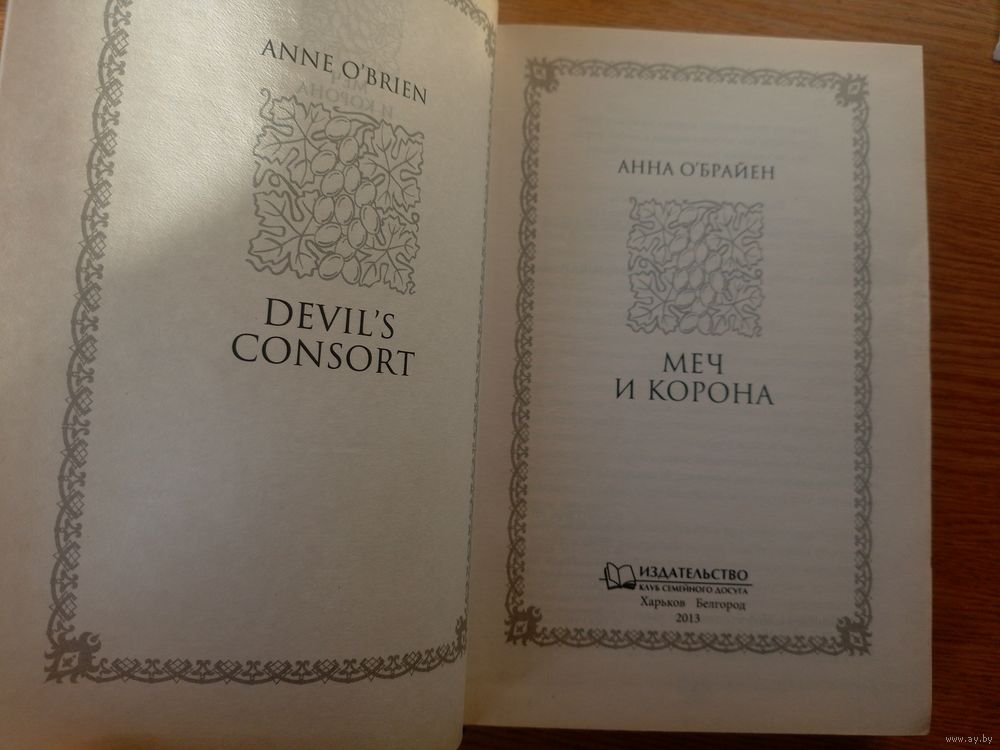 ANNE O'BRIEN
DEVIL'S
CONSORT
АННА О'БРАЙЕН
МЕЧ
И КОРОНА
ИЗДАТЕЛЬСТВО
КЛУБ СЕМЕЙНОГО ДОСУГА
Харьков Белгород
2013
www.ay.by